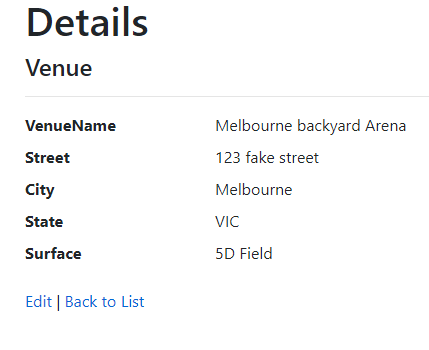 Details
Venue
VenueName Melbourne backyard Arena
Street 123 fake street
City Melbourne
State VIC
Surface 5D Field
Edit | Back to List